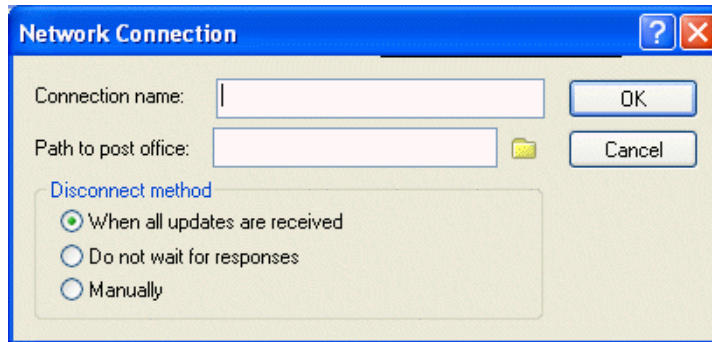 Network Connection
Connection name:
OK
Path to post office:
Cancel
Disconnect method
When all updates are received
Do not wait for responses
Manually